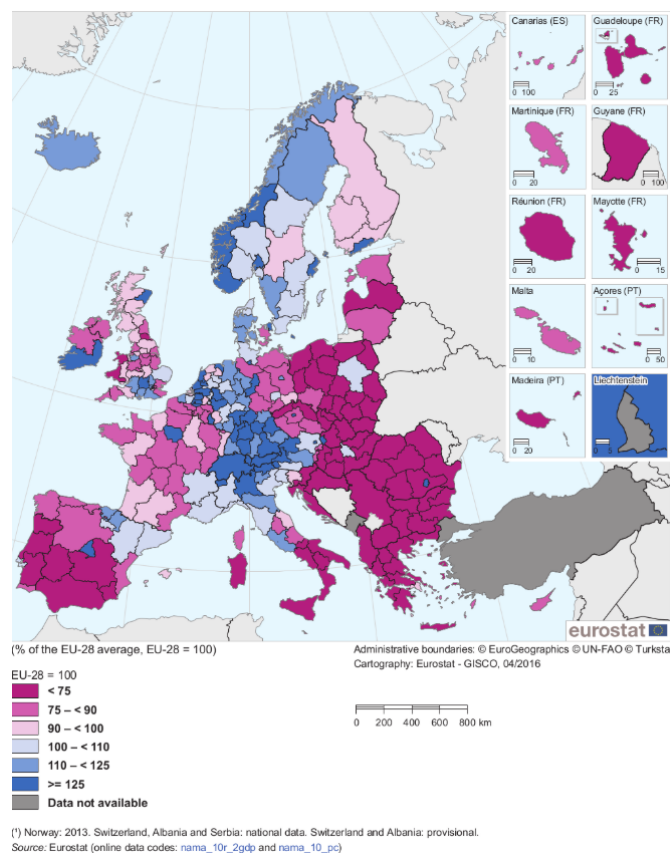 Canarias (ES)
0 100
Guadeloupe (FR)
0 25
Martinique (FR)
0 20
Guyane (FR)
0 100
Réunion (FR)
0 20
Mayotte (FR)
0 15
Malta
0 10
Açores (PT)
0 50
Madeira (PT)
0 20
Liechtenstein
0 5
eurostat
(% of the EU-28 average, EU-28 = 100)
Administrative boundaries: © EuroGeographics © UN-FAO © Turksta
Cartography: Eurostat - GISCO, 04/2016
EU-28 = 100
< 75
75 – < 90
90 – < 100
100 – < 110
110 – < 125
>= 125
Data not available
0 200 400 600 800 km
(¹) Norway: 2013. Switzerland, Albania and Serbia: national data. Switzerland and Albania: provisional.
Source: Eurostat (online data codes: nama_10r_2gdp and nama_10_pc)